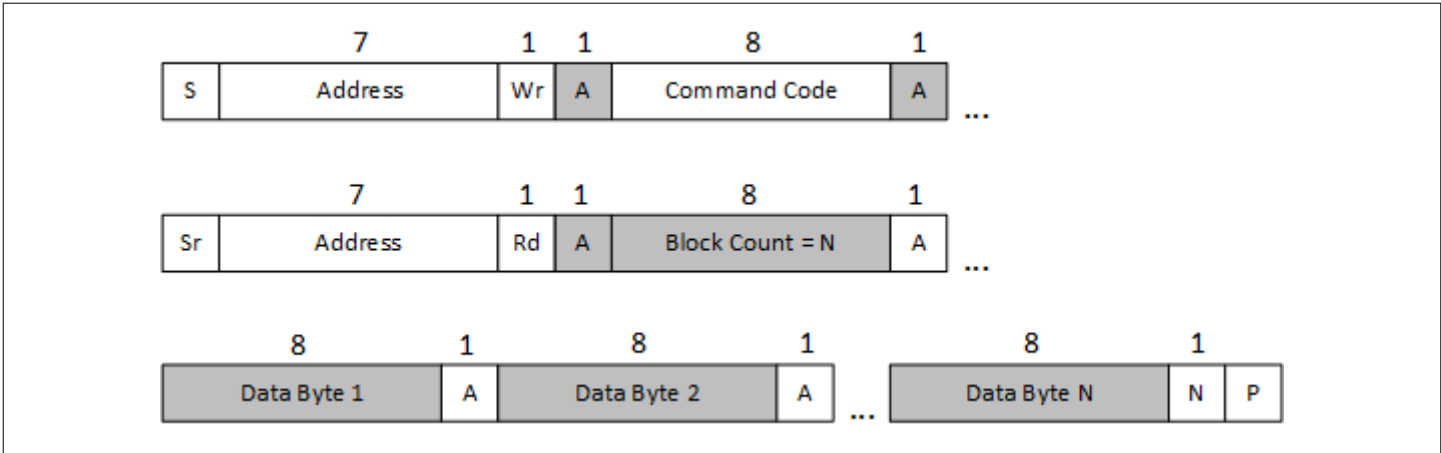 7 1 1 8 1
S Address Wr A Command Code A ...
7 1 1 8 1
Sr Address Rd A Block Count = N A ...
8 1 8 1 8 1
Data Byte 1 A Data Byte 2 A ... Data Byte N N P